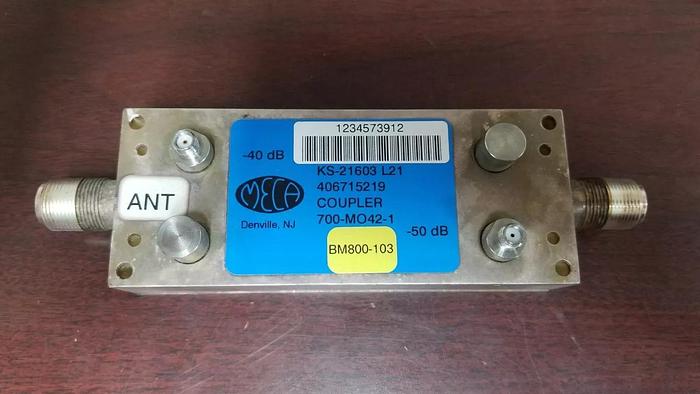 1234573912
-40 dB
KS-21603 L21
406715219
MECA
COUPLER
ANT
Denville, NJ
700-MO42-1
-50 dB
BM800-103